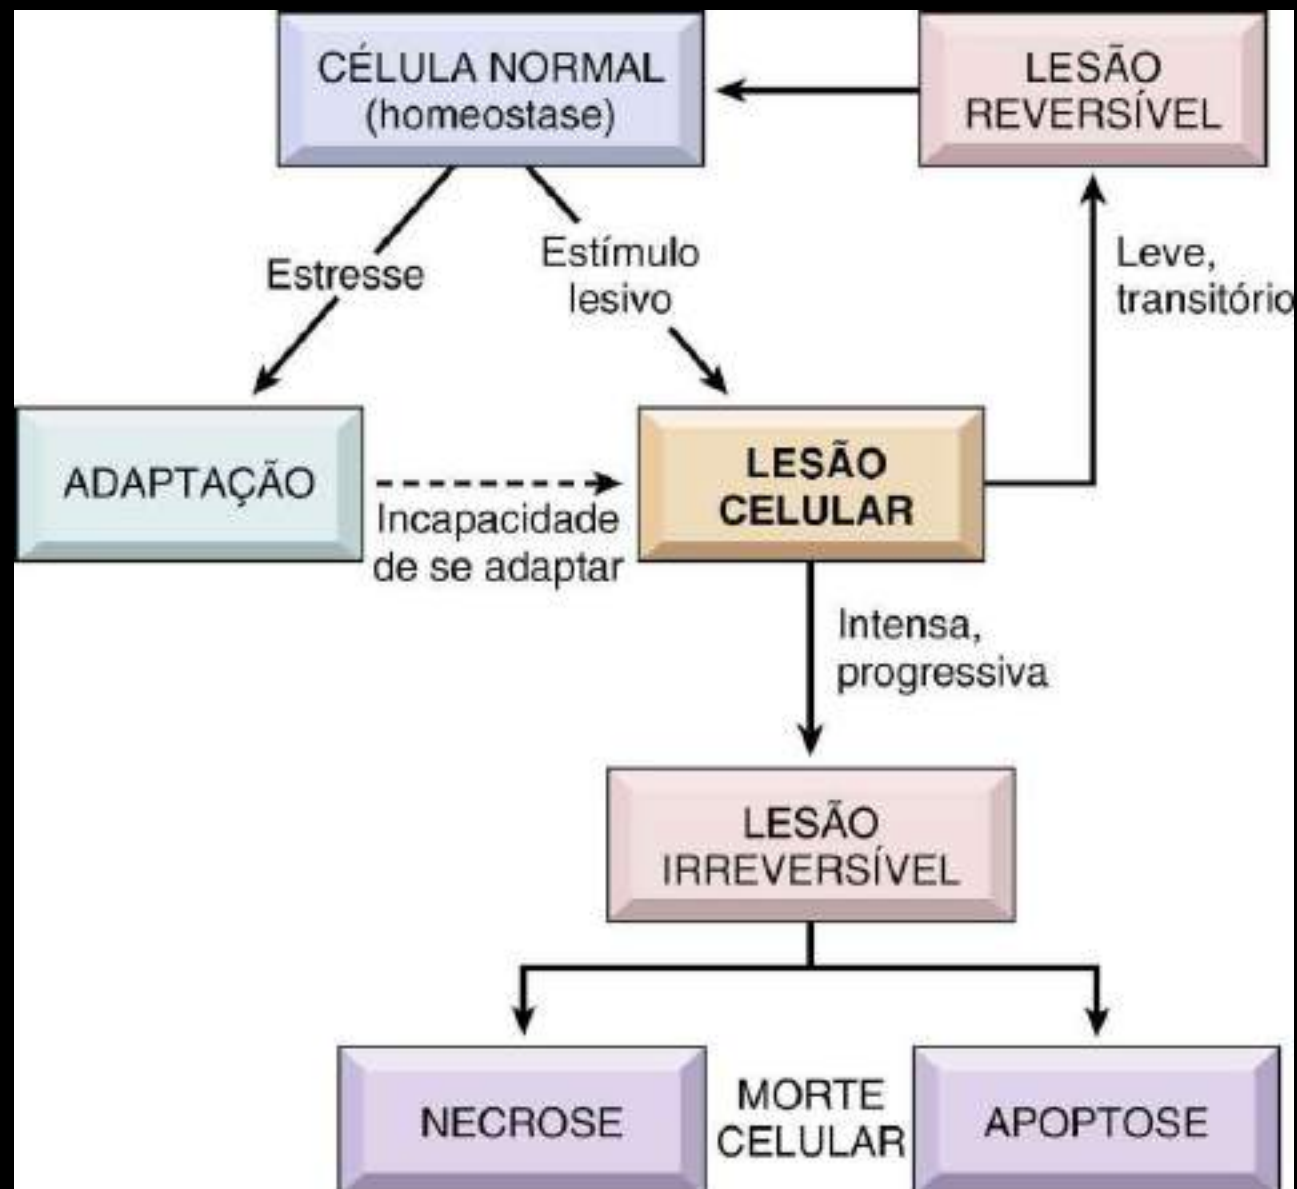 CÉLULA NORMAL
(homeostase)
LESÃO
REVERSÍVEL
Estresse
Estímulo
lesivo
Leve,
transitório
ADAPTAÇÃO
Incapacidade
de se adaptar
LESÃO
CELULAR
Intensa,
progressiva
LESÃO
IRREVERSÍVEL
NECROSE
MORTE
CELULAR
APOPTOSE